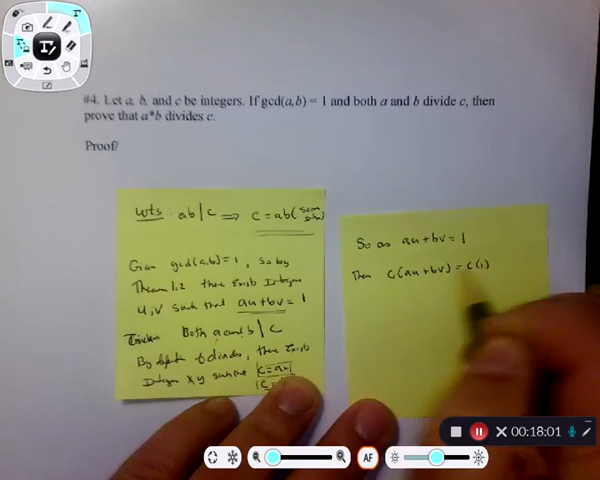 #4. Let a, b, and c be integers. If gcd(a,b) = 1 and both a and b divide c, then
prove that a*b divides c.
Proof/
WTS: ab|c ⟹ c = ab(some
Given gcd(a,b)=1, so by
Theorem 1.2 there exist Integers
u,v such that au+bv = 1
Both a and b | c
By of divides, there exist
Integers x,y such that c=ax
c=
So as au+bv=1
Then c(au+bv)=c(1)
00:18:01
AF